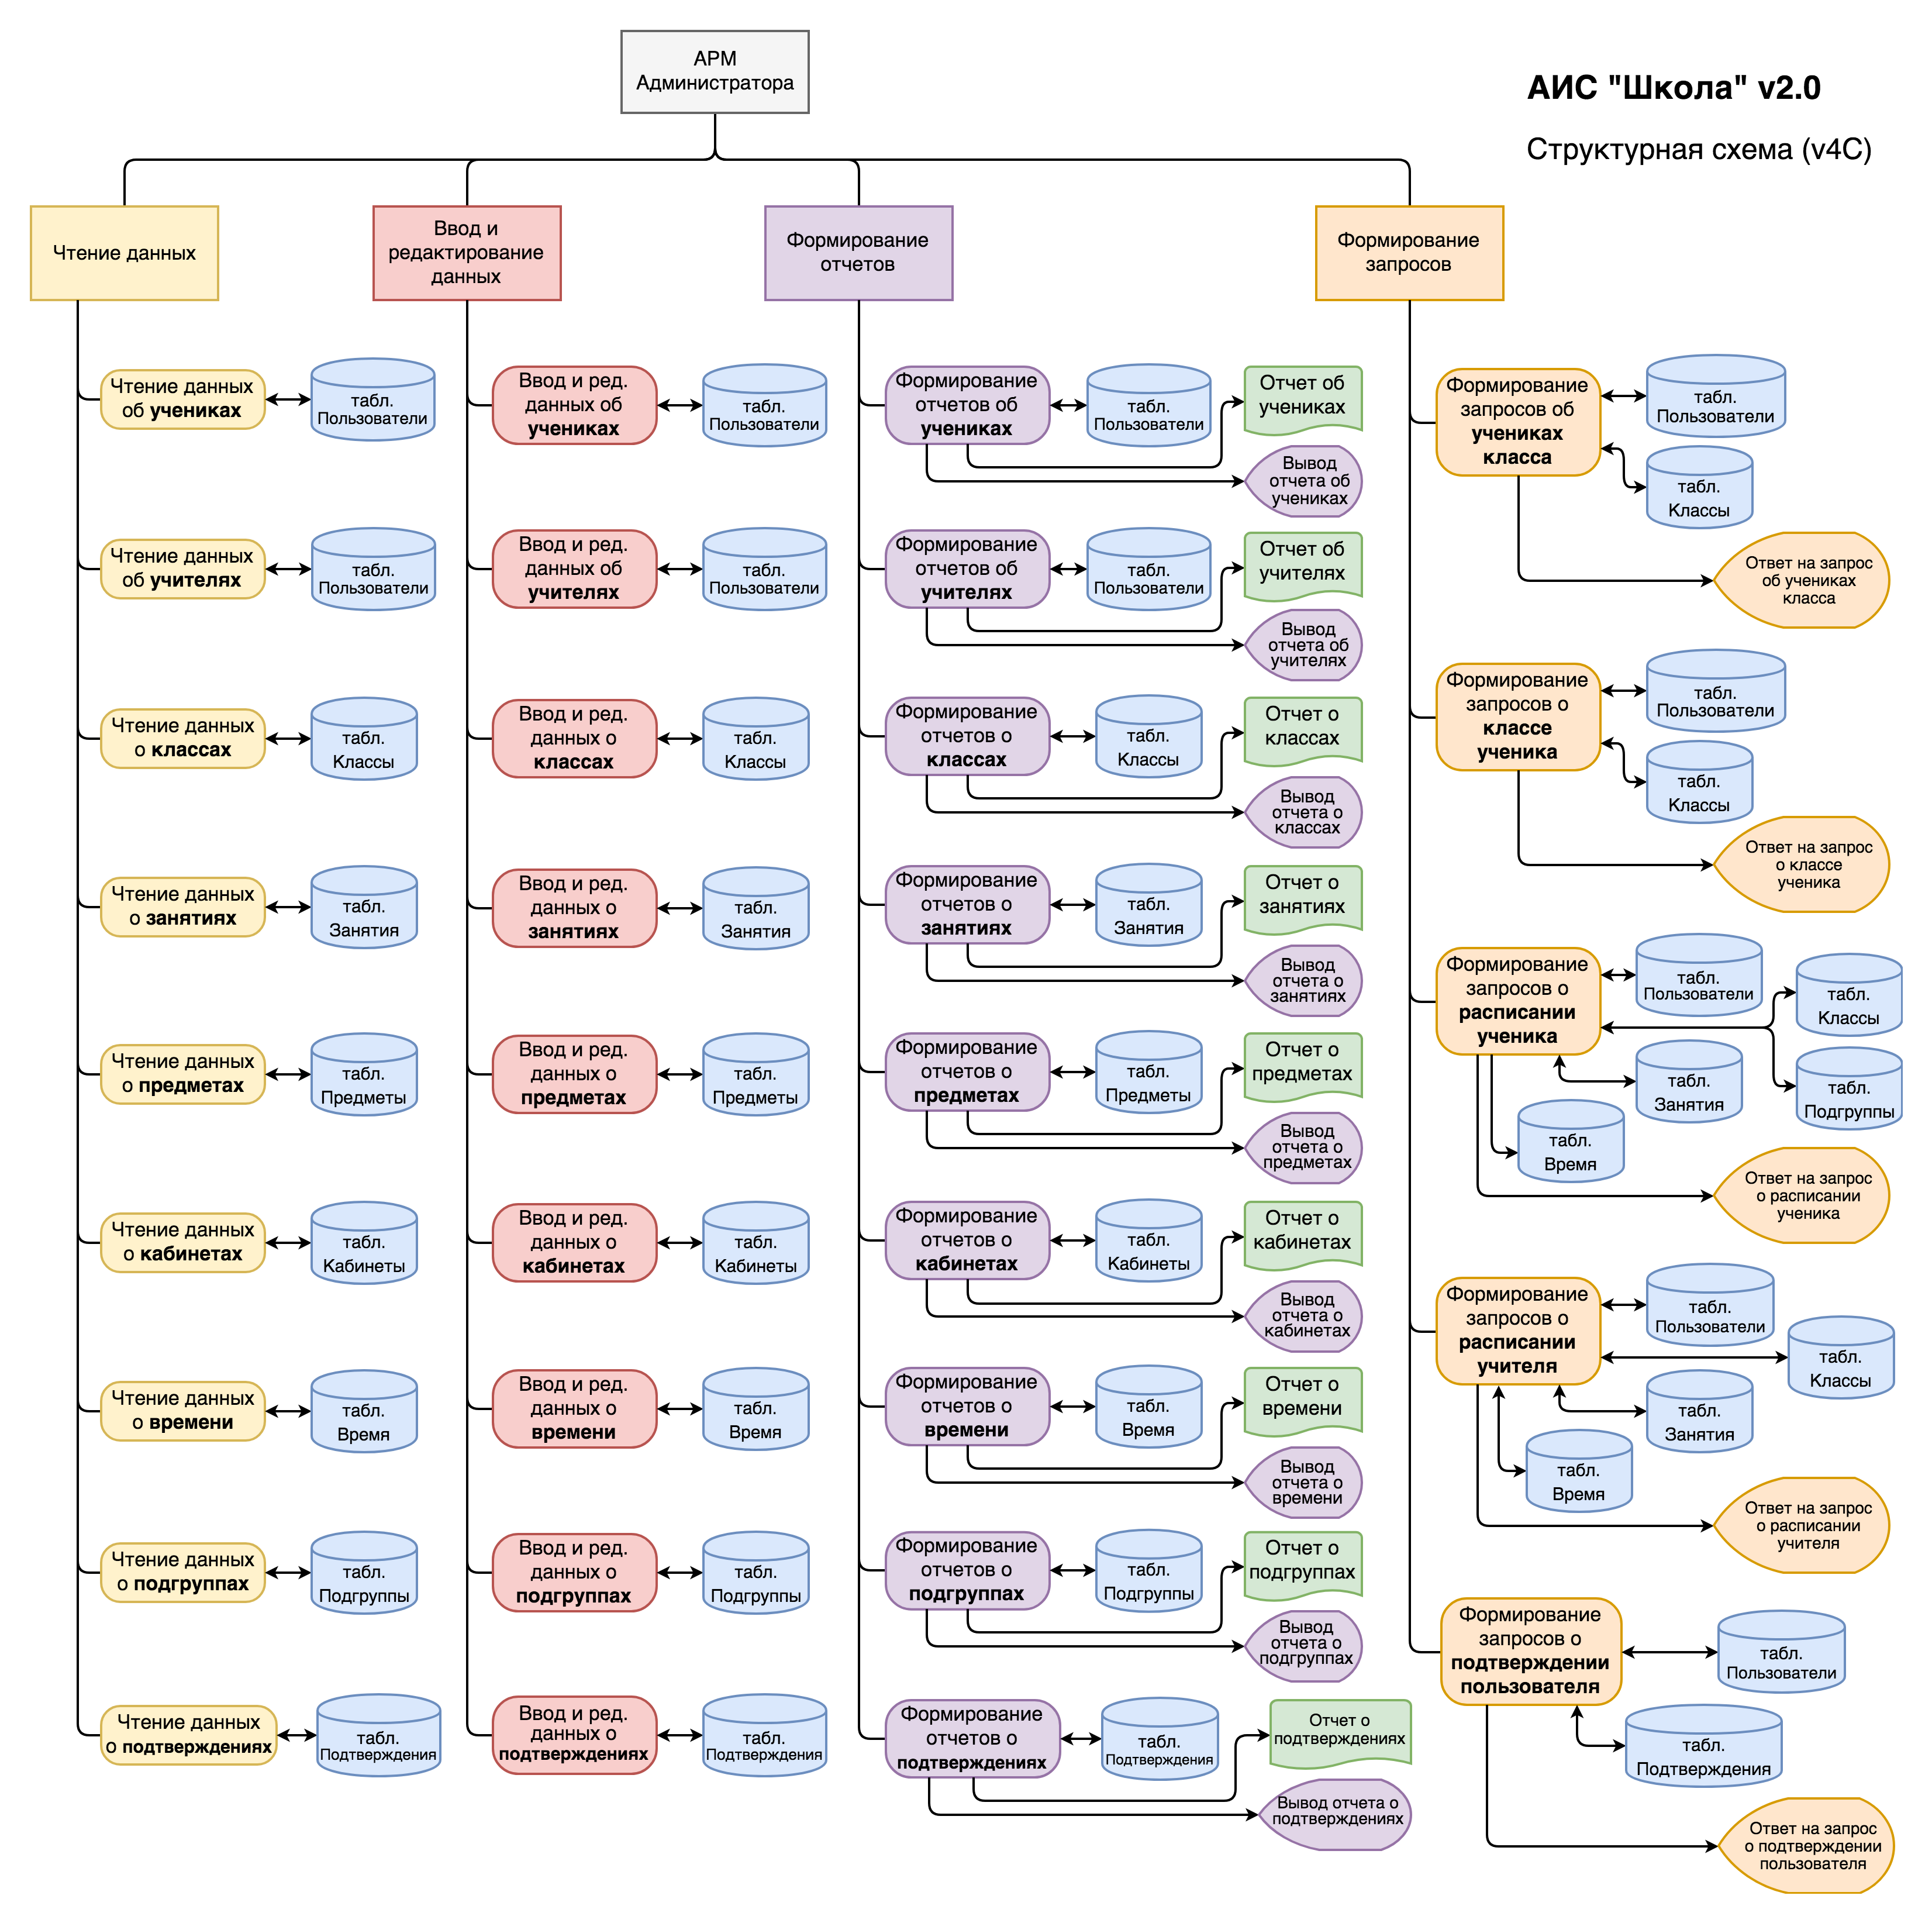 АРМ
Администратора
АИС "Школа" v2.0
Структурная схема (v4C)
Чтение данных
Ввод и
редактирование
данных
Формирование
отчетов
Формирование
запросов
Чтение данных
об учениках
табл.
Пользователи
Чтение данных
об учителях
табл.
Пользователи
Чтение данных
о классах
табл.
Классы
Чтение данных
о занятиях
табл.
Занятия
Чтение данных
о предметах
табл.
Предметы
Чтение данных
о кабинетах
табл.
Кабинеты
Чтение данных
о времени
табл.
Время
Чтение данных
о подгруппах
табл.
Подгруппы
Чтение данных
о подтверждениях
табл.
Подтверждения
Ввод и ред.
данных об
учениках
табл.
Пользователи
Ввод и ред.
данных об
учителях
табл.
Пользователи
Ввод и ред.
данных о
классах
табл.
Классы
Ввод и ред.
данных о
занятиях
табл.
Занятия
Ввод и ред.
данных о
предметах
табл.
Предметы
Ввод и ред.
данных о
кабинетах
табл.
Кабинеты
Ввод и ред.
данных о
времени
табл.
Время
Ввод и ред.
данных о
подгруппах
табл.
Подгруппы
Ввод и ред.
данных о
подтверждениях
табл.
Подтверждения
Формирование
отчетов об
учениках
табл.
Пользователи
Отчет об
учениках
Вывод
отчета об
учениках
Формирование
отчетов об
учителях
табл.
Пользователи
Отчет об
учителях
Вывод
отчета об
учителях
Формирование
отчетов о
классах
табл.
Классы
Отчет о
классах
Вывод
отчета о
классах
Формирование
отчетов о
занятиях
табл.
Занятия
Отчет о
занятиях
Вывод
отчета о
занятиях
Формирование
отчетов о
предметах
табл.
Предметы
Отчет о
предметах
Вывод
отчета о
предметах
Формирование
отчетов о
кабинетах
табл.
Кабинеты
Отчет о
кабинетах
Вывод
отчета о
кабинетах
Формирование
отчетов о
времени
табл.
Время
Отчет о
времени
Вывод
отчета о
времени
Формирование
отчетов о
подгруппах
табл.
Подгруппы
Отчет о
подгруппах
Вывод
отчета о
подгруппах
Формирование
отчетов о
подтверждениях
табл.
Подтверждения
Отчет о
подтверждениях
Вывод отчета о
подтверждениях
Формирование
запросов об
учениках
класса
табл.
Пользователи
табл.
Классы
Ответ на запрос
об учениках
класса
Формирование
запросов о
классе
ученика
табл.
Пользователи
табл.
Классы
Ответ на запрос
о классе
ученика
Формирование
запросов о
расписании
ученика
табл.
Пользователи
табл.
Классы
табл.
Занятия
табл.
Подгруппы
табл.
Время
Ответ на запрос
о расписании
ученика
Формирование
запросов о
расписании
учителя
табл.
Пользователи
табл.
Классы
табл.
Занятия
табл.
Время
Ответ на запрос
о расписании
учителя
Формирование
запросов о
подтверждении
пользователя
табл.
Пользователи
табл.
Подтверждения
Ответ на запрос
о подтверждении
пользователя